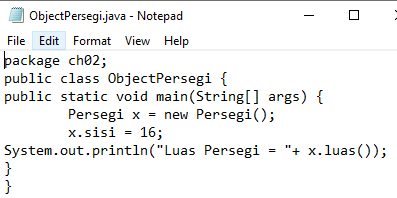 ObjectPersegi.java - Notepad
File Edit Format View Help
package ch02;
public class ObjectPersegi {
public static void main(String[] args) {
        Persegi x = new Persegi();
        x.sisi = 16;
System.out.println("Luas Persegi = "+ x.luas());
}
}